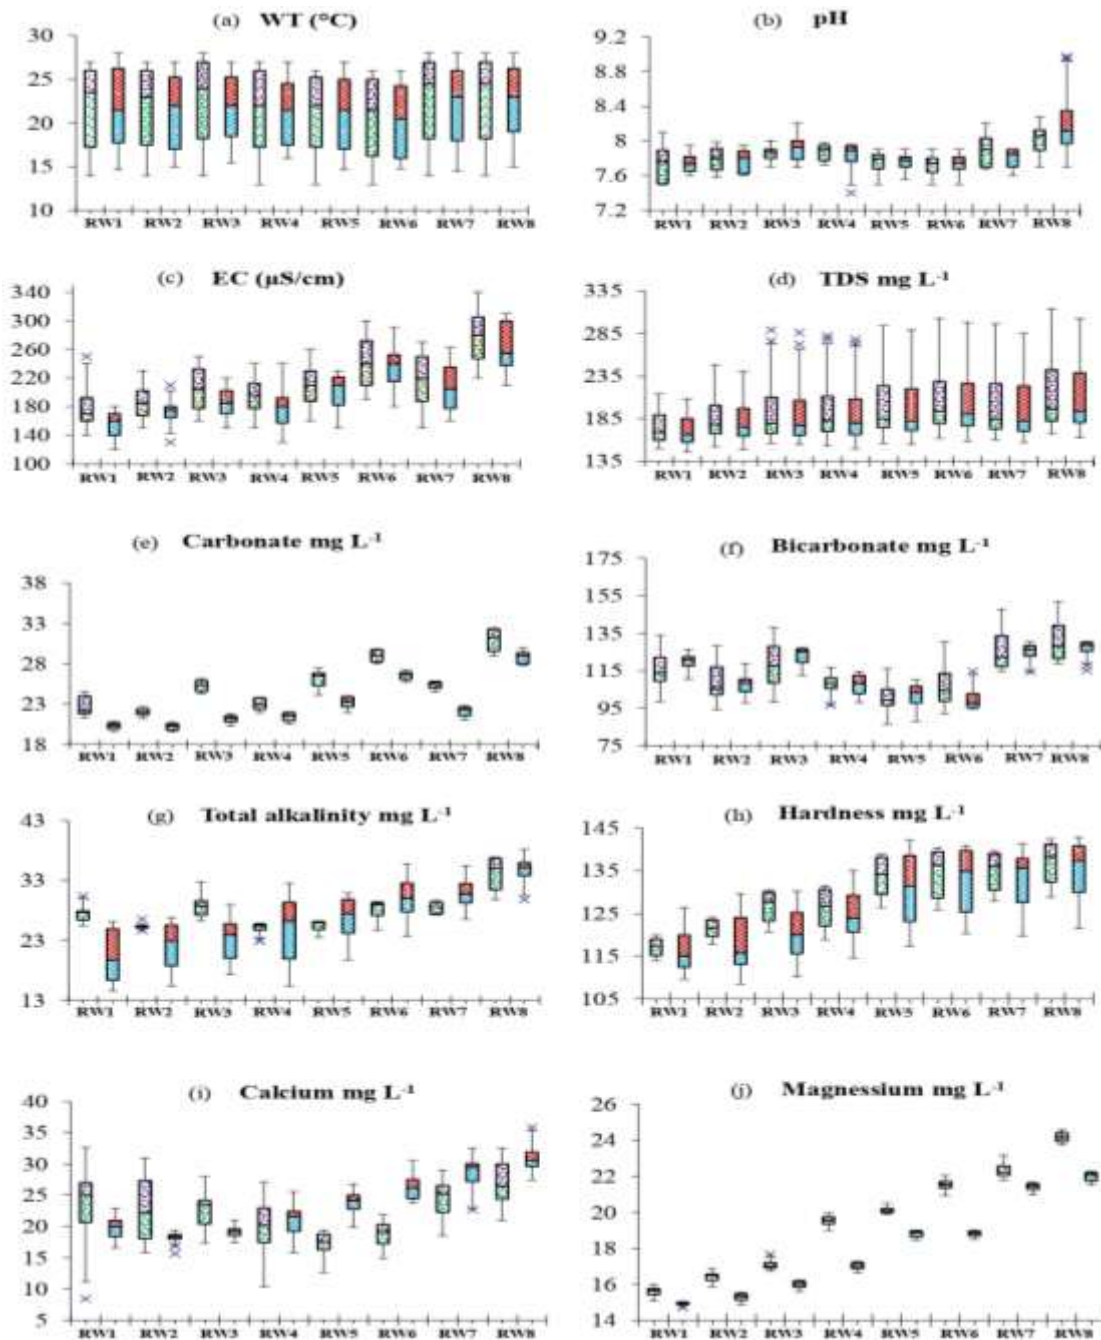 (a) WT (°C)
30
25
20
15
10
RW1 RW2 RW3 RW4 RW5 RW6 RW7 RW8
(b) pH
9.2
8.8
8.4
8
7.6
7.2
RW1 RW2 RW3 RW4 RW5 RW6 RW7 RW8
(c) EC (µS/cm)
340
300
260
220
180
140
100
RW1 RW2 RW3 RW4 RW5 RW6 RW7 RW8
(d) TDS mg L-1
335
285
235
185
135
RW1 RW2 RW3 RW4 RW5 RW6 RW7 RW8
(e) Carbonate mg L-1
38
33
28
23
18
RW1 RW2 RW3 RW4 RW5 RW6 RW7 RW8
(f) Bicarbonate mg L-1
175
155
135
115
95
75
RW1 RW2 RW3 RW4 RW5 RW6 RW7 RW8
(g) Total alkalinity mg L-1
43
33
23
13
RW1 RW2 RW3 RW4 RW5 RW6 RW7 RW8
(h) Hardness mg L-1
145
135
125
115
105
RW1 RW2 RW3 RW4 RW5 RW6 RW7 RW8
(i) Calcium mg L-1
40
35
30
25
20
15
10
5
RW1 RW2 RW3 RW4 RW5 RW6 RW7 RW8
(j) Magnessium mg L-1
26
24
22
20
18
16
14
RW1 RW2 RW3 RW4 RW5 RW6 RW7 RW8